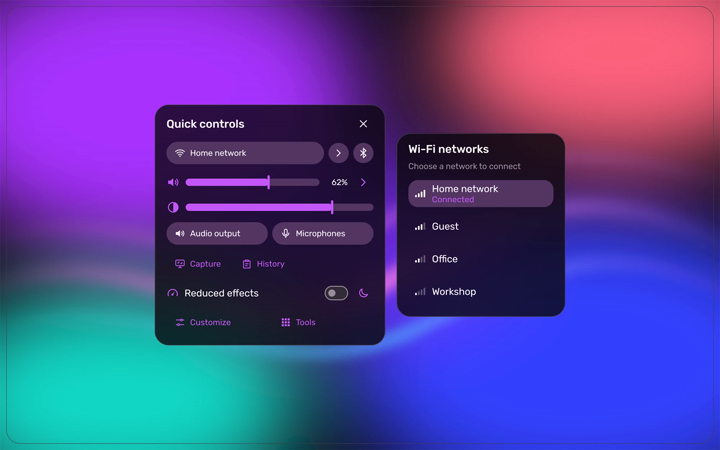 Quick controls
Home network
62%
Audio output
Microphones
Capture
History
Reduced effects
Customize
Tools
Wi-Fi networks
Choose a network to connect
Home network
Connected
Guest
Office
Workshop